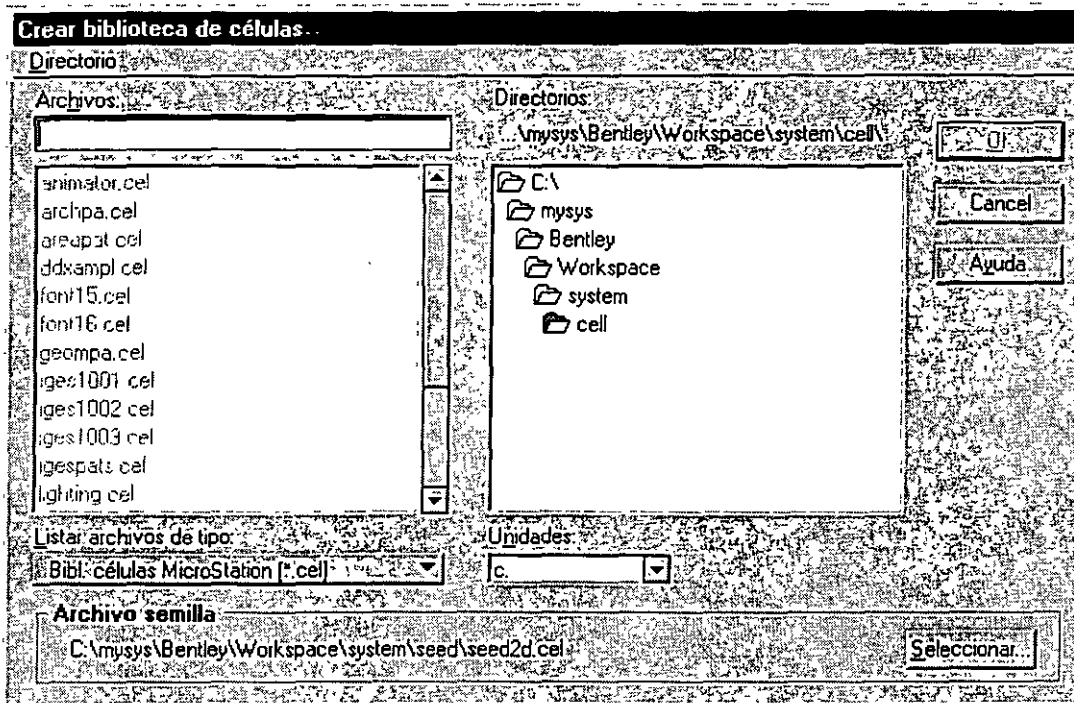 Crear biblioteca de células..
Directorio
Archivos:
animator.cel
archpa.cel
areapat.cel
ddxampl.cel
font15.cel
font16.cel
geompa.cel
iges1001.cel
iges1002.cel
iges1003.cel
igespats.cel
lighting.cel
Listar archivos de tipo:
Bibl. células MicroStation [*.cel]
Directorios:
...\mysys\Bentley\Workspace\system\cell\
C:\
mysys
Bentley
Workspace
system
cell
Unidades:
c:
Cancel
Ayuda
Archivo semilla
C:\mysys\Bentley\Workspace\system\seed\seed2d.cel
Seleccionar...